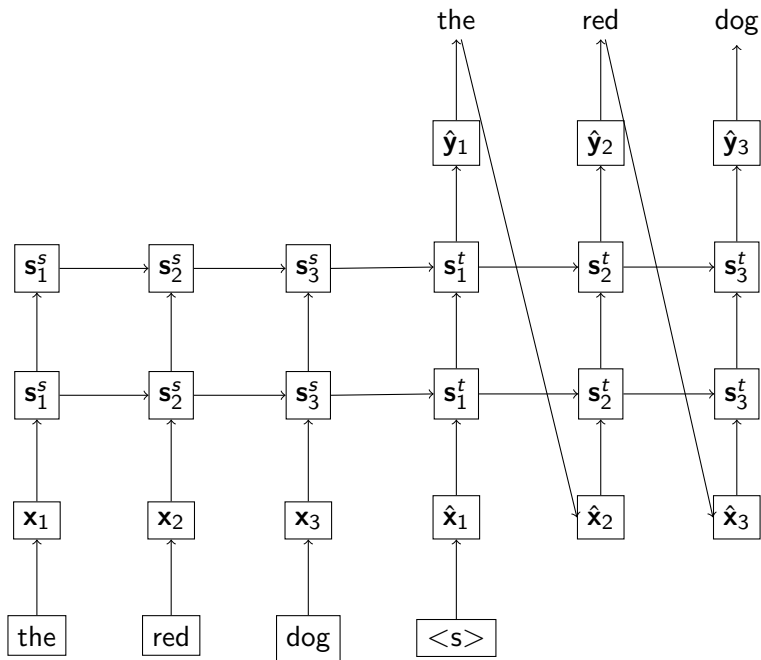 the red dog
ŷ₁ ŷ₂ ŷ₃
s₁ˢ s₂ˢ s₃ˢ s₁ᵗ s₂ᵗ s₃ᵗ
s₁ˢ s₂ˢ s₃ˢ s₁ᵗ s₂ᵗ s₃ᵗ
x₁ x₂ x₃ x̂₁ x̂₂ x̂₃
the red dog <s>